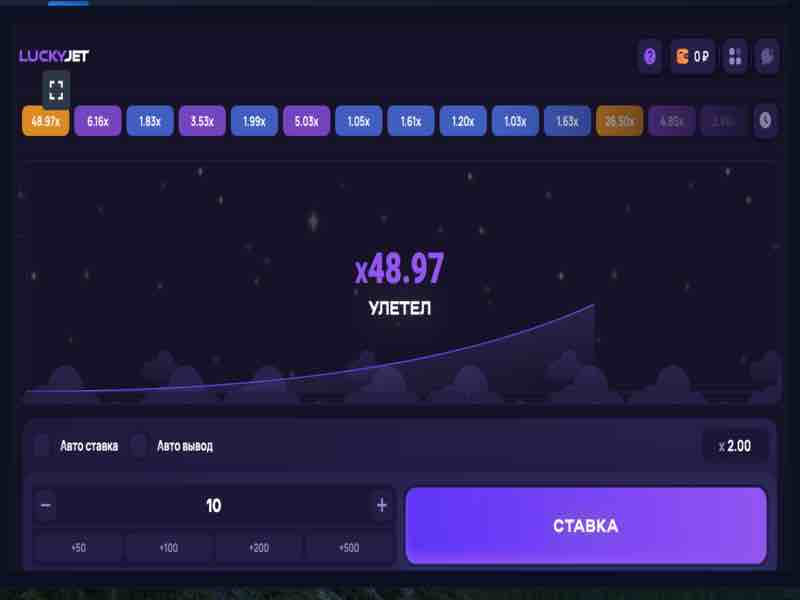 LUCKYJET
? 0 ₽
48.97x 6.16x 1.83x 3.53x 1.99x 5.03x 1.05x 1.61x 1.20x 1.03x 1.63x 26.50x 4.85x
x48.97
УЛЕТЕЛ
Авто ставка Авто вывод x 2.00
− 10 +
СТАВКА
+50 +100 +200 +500